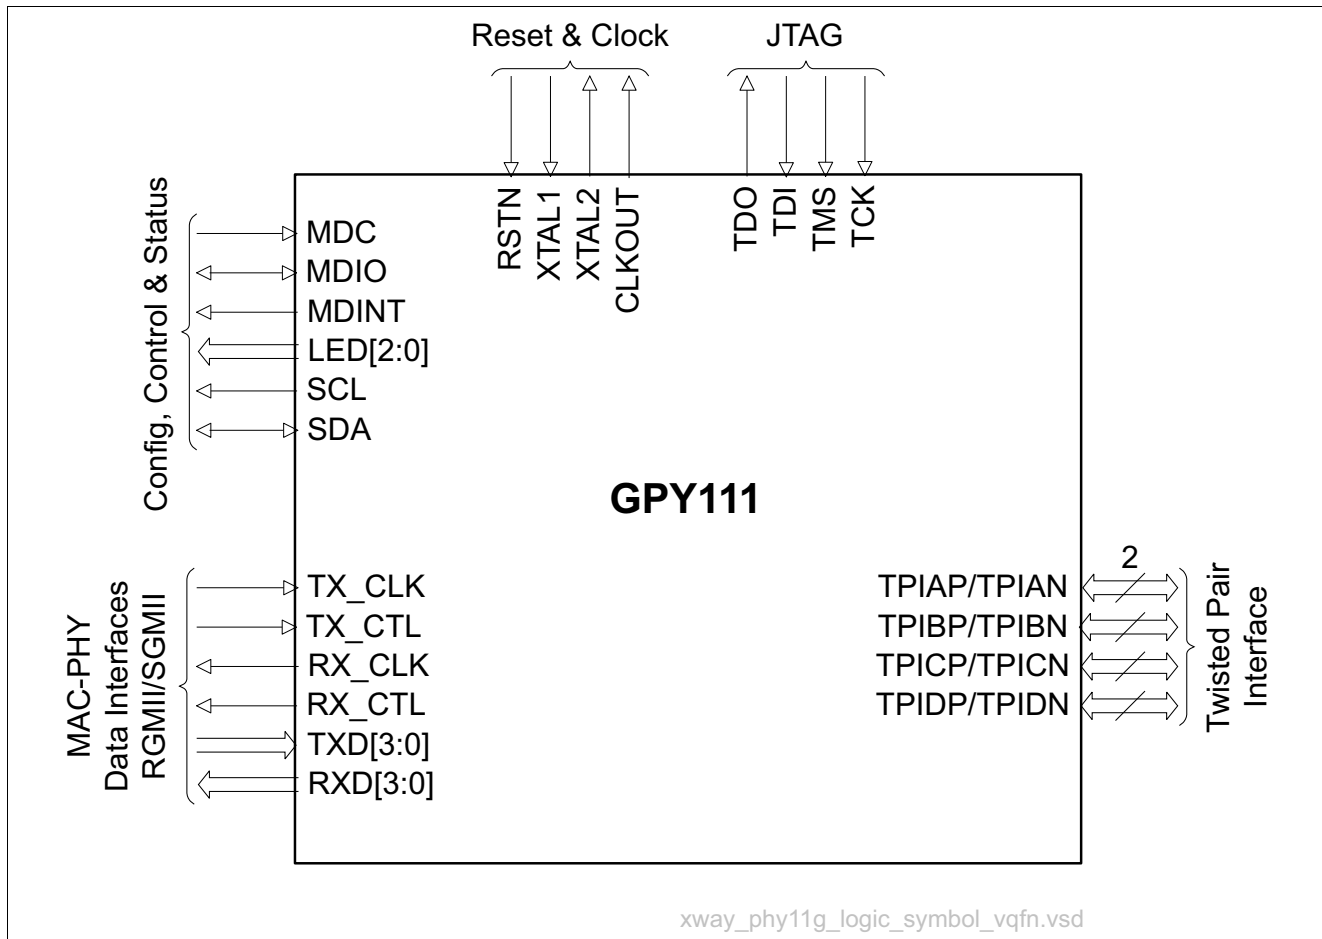 Reset & Clock
JTAG
RSTN
XTAL1
XTAL2
CLKOUT
TDO
TDI
TMS
TCK
Config, Control & Status
MDC
MDIO
MDINT
LED[2:0]
SCL
SDA
GPY111
MAC-PHY
Data Interfaces
RGMII/SGMII
TX_CLK
TX_CTL
RX_CLK
RX_CTL
TXD[3:0]
RXD[3:0]
2
TPIAP/TPIAN
TPIBP/TPIBN
TPICP/TPICN
TPIDP/TPIDN
Twisted Pair
Interface
xway_phy11g_logic_symbol_vqfn.vsd